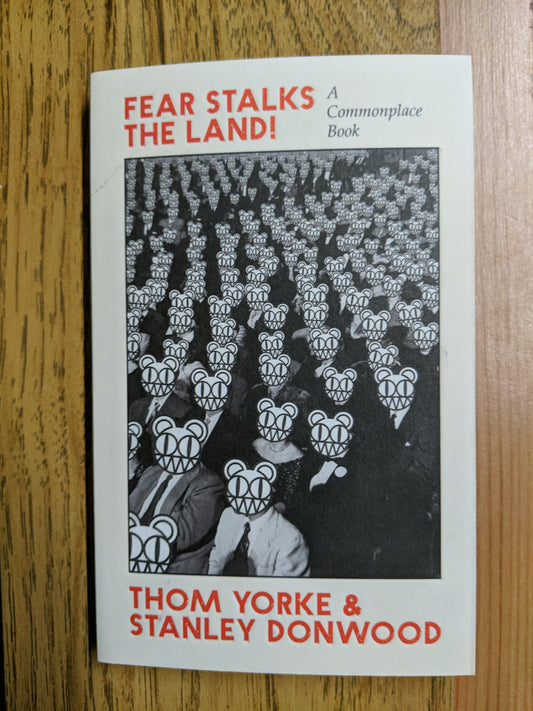 FEAR STALKS
THE LAND!
A
Commonplace
Book
THOM YORKE &
STANLEY DONWOOD